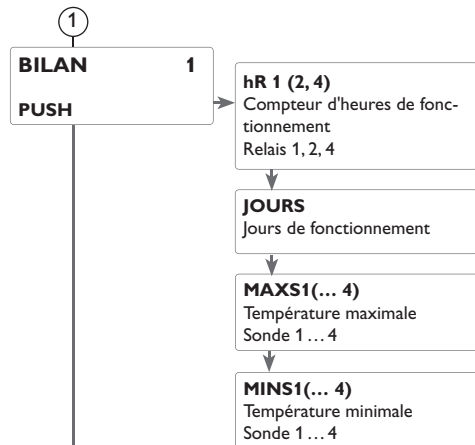 1
BILAN 1
PUSH
hR 1 (2, 4)
Compteur d'heures de fonc-
tionnement
Relais 1, 2, 4
JOURS
Jours de fonctionnement
MAXS1(… 4)
Température maximale
Sonde 1 … 4
MINS1(… 4)
Température minimale
Sonde 1 … 4